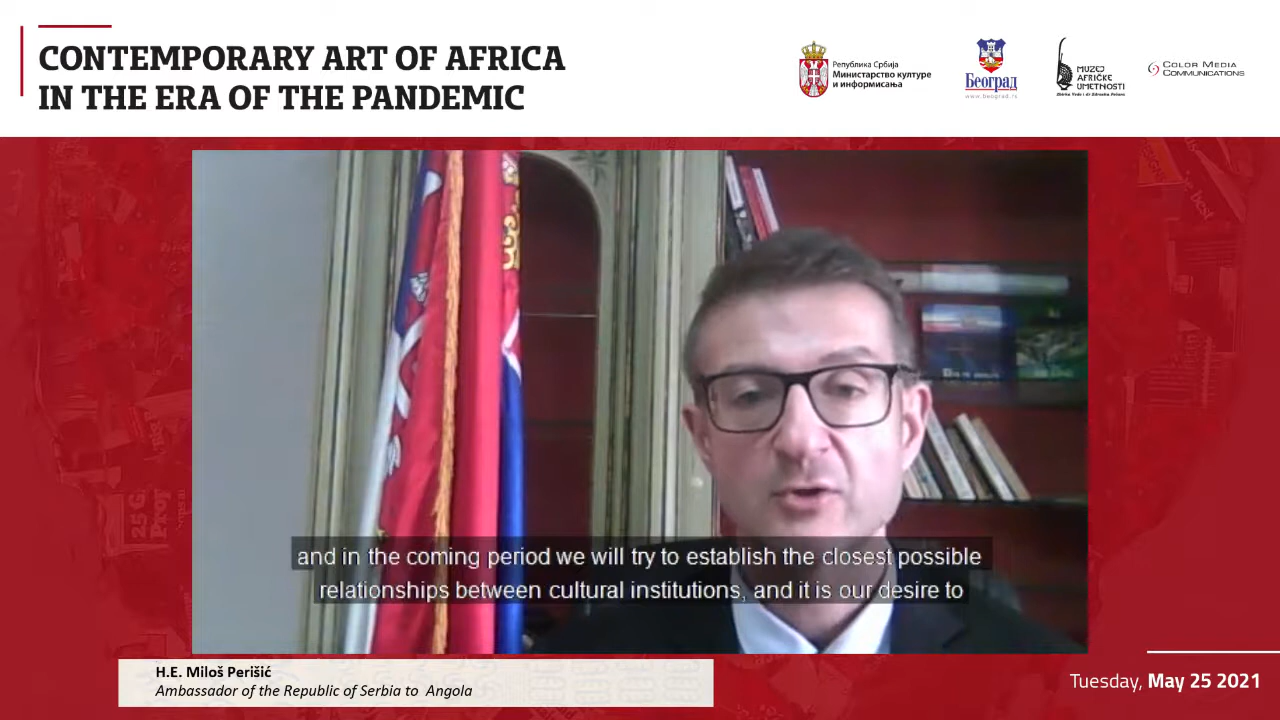 CONTEMPORARY ART OF AFRICA
IN THE ERA OF THE PANDEMIC
Република Србија
Министарство културе
и информисања
Београд
www.beograd.rs
MUZEJ
AFRIČKE
UMETNOSTI
COLOR MEDIA
COMMUNICATIONS
and in the coming period we will try to establish the closest possible
relationships between cultural institutions, and it is our desire to
H.E. Miloš Perišić
Ambassador of the Republic of Serbia to Angola
Tuesday, May 25 2021